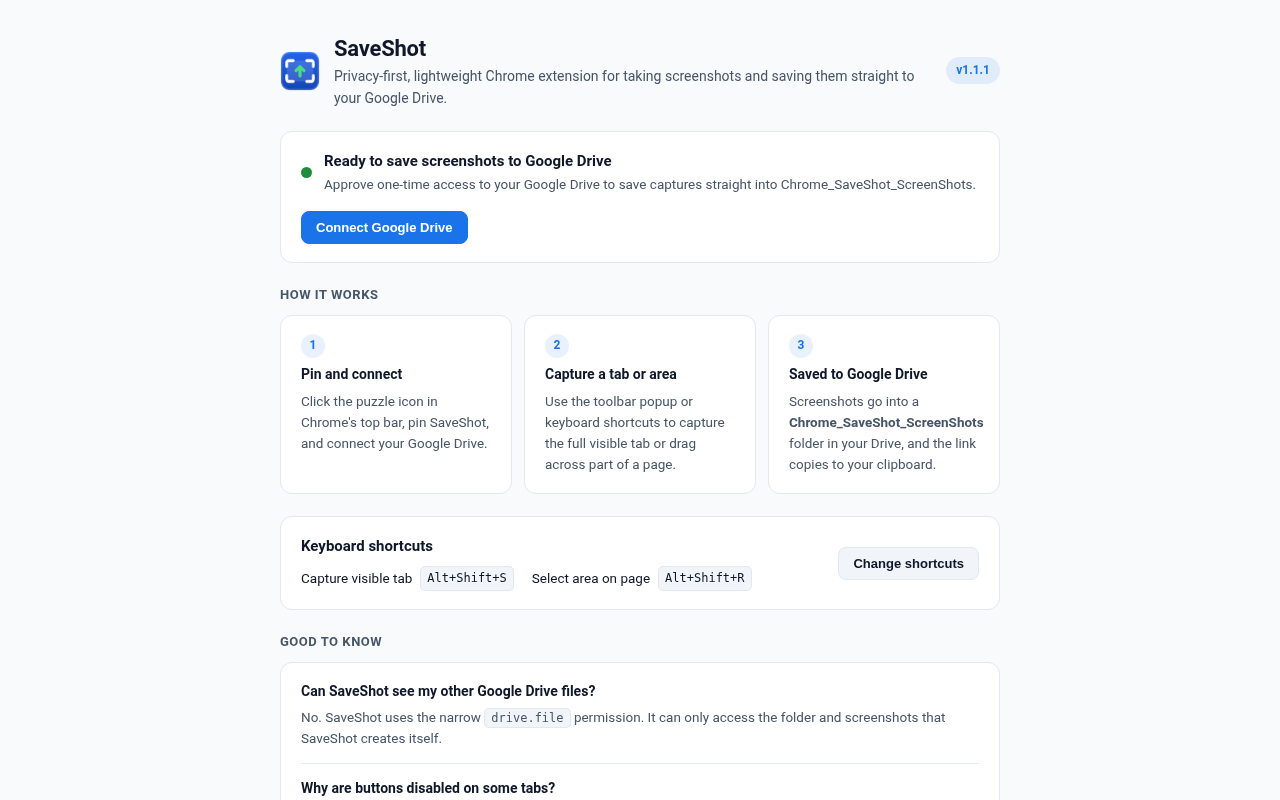 SaveShot
Privacy-first, lightweight Chrome extension for taking screenshots and saving them straight to
your Google Drive.
v1.1.1
Ready to save screenshots to Google Drive
Approve one-time access to your Google Drive to save captures straight into Chrome_SaveShot_ScreenShots.
Connect Google Drive
HOW IT WORKS
1
Pin and connect
Click the puzzle icon in
Chrome's top bar, pin SaveShot,
and connect your Google Drive.
2
Capture a tab or area
Use the toolbar popup or
keyboard shortcuts to capture
the full visible tab or drag
across part of a page.
3
Saved to Google Drive
Screenshots go into a
Chrome_SaveShot_ScreenShots
folder in your Drive, and the link
copies to your clipboard.
Keyboard shortcuts
Capture visible tab Alt+Shift+S Select area on page Alt+Shift+R
Change shortcuts
GOOD TO KNOW
Can SaveShot see my other Google Drive files?
No. SaveShot uses the narrow drive.file permission. It can only access the folder and screenshots that
SaveShot creates itself.
Why are buttons disabled on some tabs?